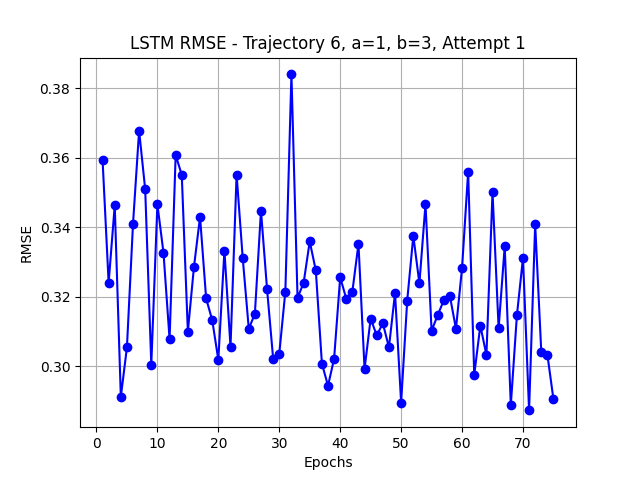 LSTM RMSE - Trajectory 6, a=1, b=3, Attempt 1
0.38
0.36
0.34
0.32
0.30
RMSE
0 10 20 30 40 50 60 70
Epochs